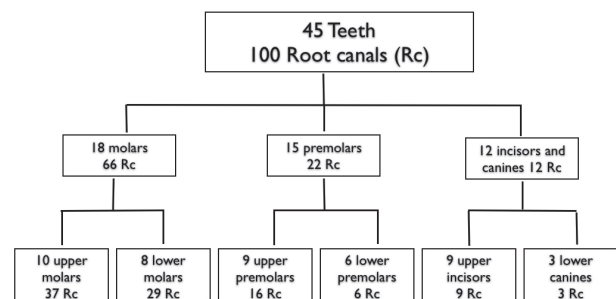 45 Teeth
100 Root canals (Rc)
18 molars
66 Rc
15 premolars
22 Rc
12 incisors and
canines 12 Rc
10 upper
molars
37 Rc
8 lower
molars
29 Rc
9 upper
premolars
16 Rc
6 lower
premolars
6 Rc
9 upper
incisors
9 Rc
3 lower
canines
3 Rc